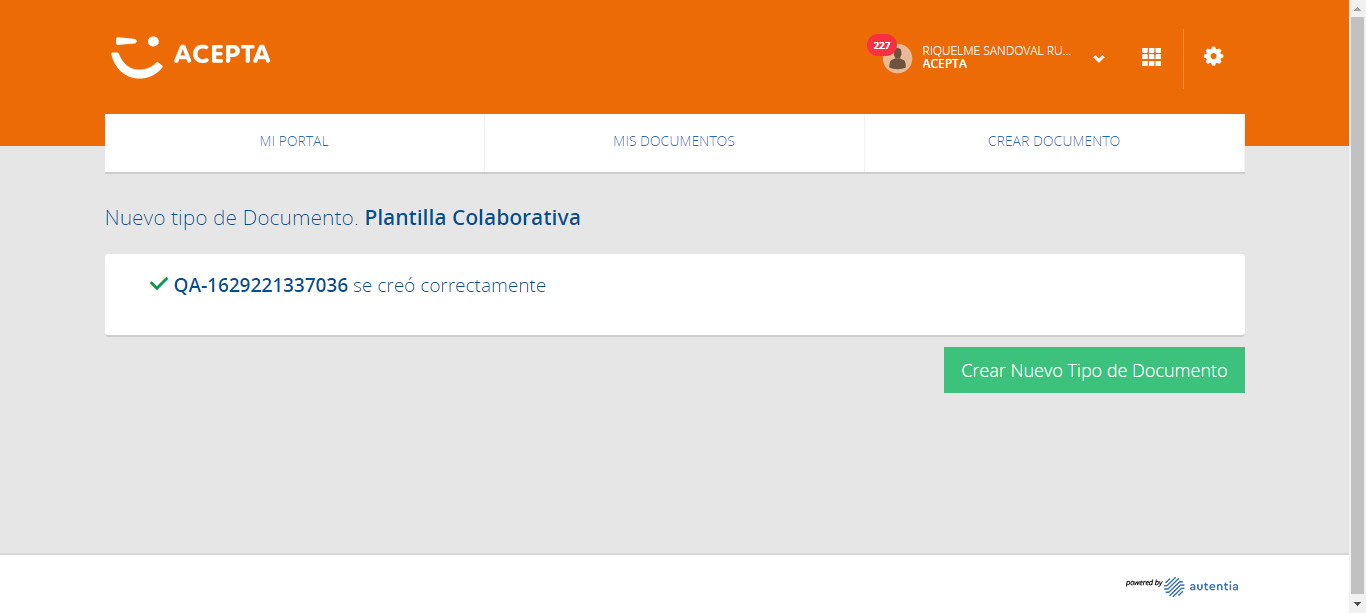 ACEPTA
227
RIQUELME SANDOVAL RU...
ACEPTA
MI PORTAL
MIS DOCUMENTOS
CREAR DOCUMENTO
Nuevo tipo de Documento. Plantilla Colaborativa
QA-1629221337036 se creó correctamente
Crear Nuevo Tipo de Documento
powered by autentia